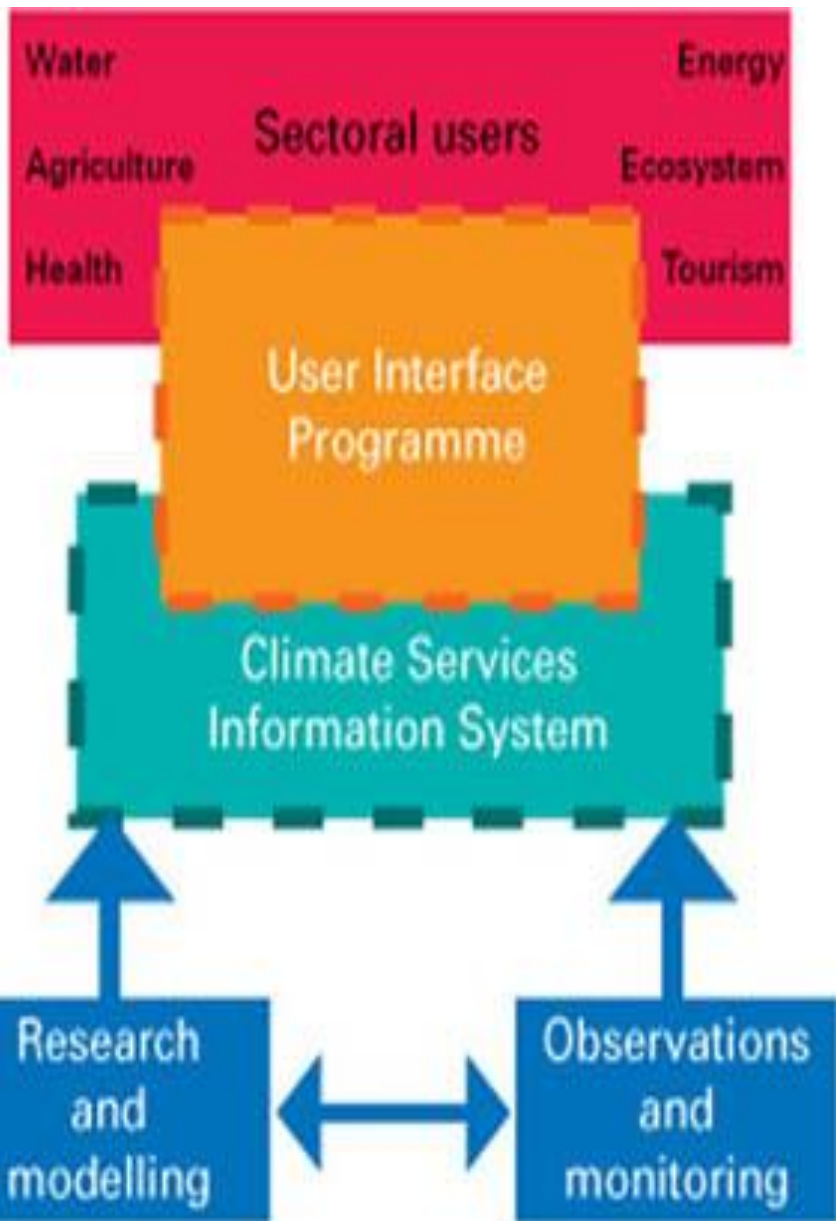 Water
Energy
Sectoral users
Agriculture
Ecosystem
Health
Tourism
User Interface
Programme
Climate Services
Information System
Research
and
modelling
Observations
and
monitoring